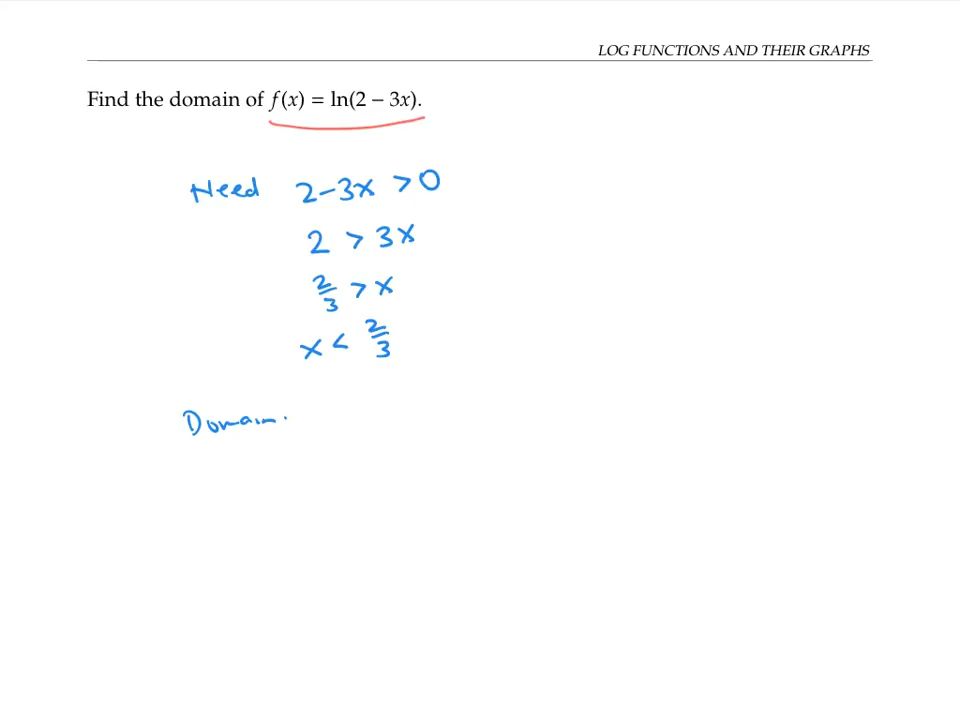 LOG FUNCTIONS AND THEIR GRAPHS
Find the domain of f(x) = ln(2 − 3x).
Need 2-3x > 0
2 > 3x
2/3 > x
x < 2/3
Domain.